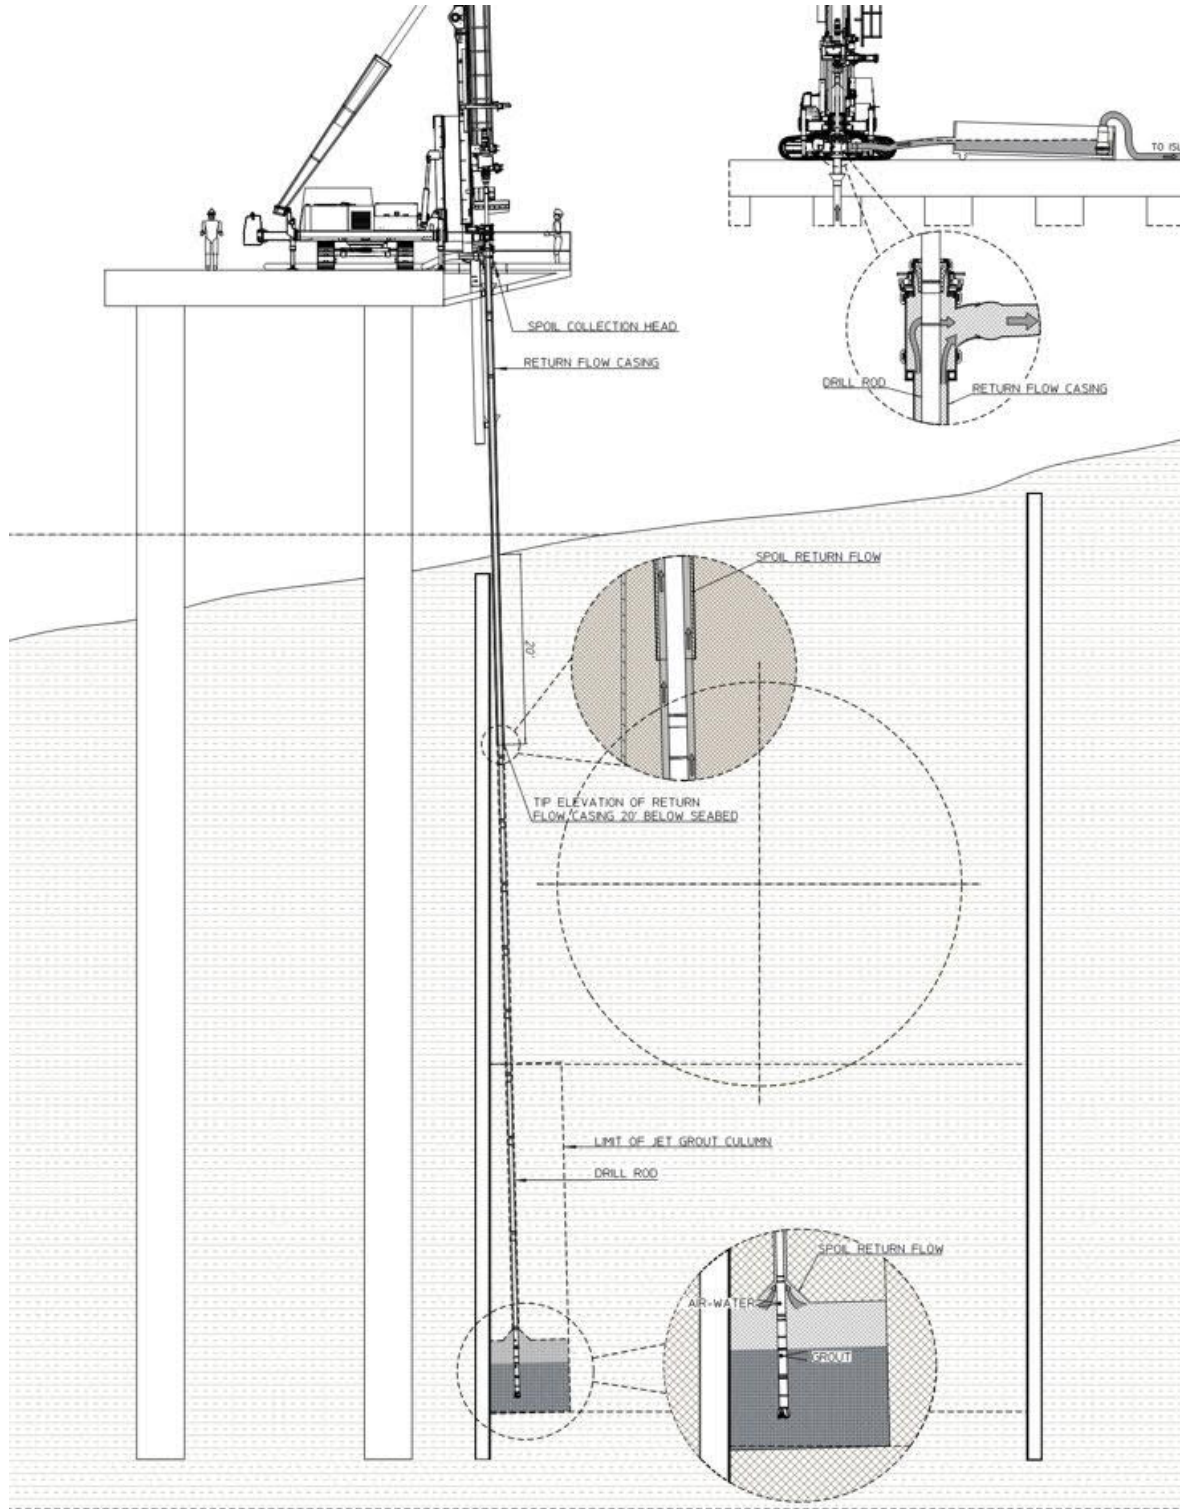 TO ISL
SPOIL COLLECTION HEAD
RETURN FLOW CASING
DRILL ROD
RETURN FLOW CASING
SPOIL RETURN FLOW
20'
TIP ELEVATION OF RETURN
FLOW CASING 20' BELOW SEABED
LIMIT OF JET GROUT CULUMN
DRILL ROD
SPOIL RETURN FLOW
AIR-WATER
GROUT